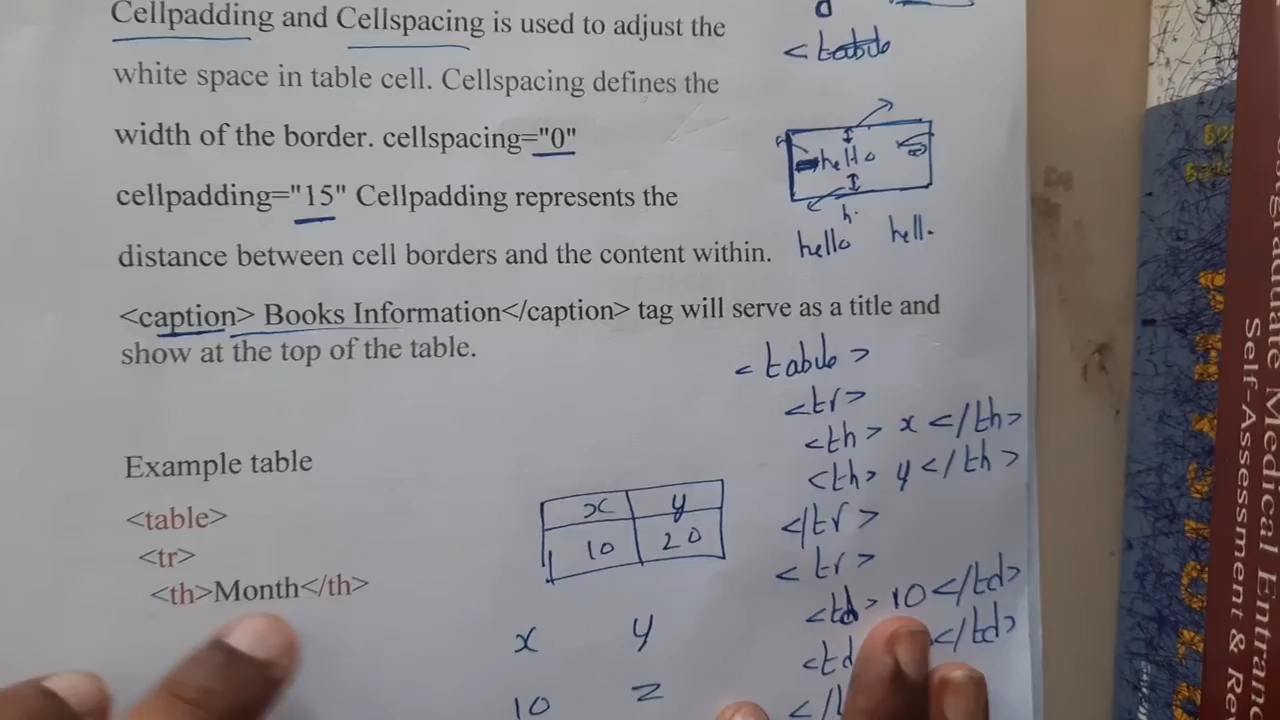 Cellpadding and Cellspacing is used to adjust the
white space in table cell. Cellspacing defines the
width of the border. cellspacing="0"
cellpadding="15" Cellpadding represents the
distance between cell borders and the content within.
<caption> Books Information</caption> tag will serve as a title and
show at the top of the table.
Example table
<table>
<tr>
<th>Month</th>
hello
hello hell.
<table>
<tr>
<th> x </th>
<th> y </th>
</tr>
<tr>
<td> 10 </td>
<td </td>
x y
10 20
x y
10
Self-Assessment & Re